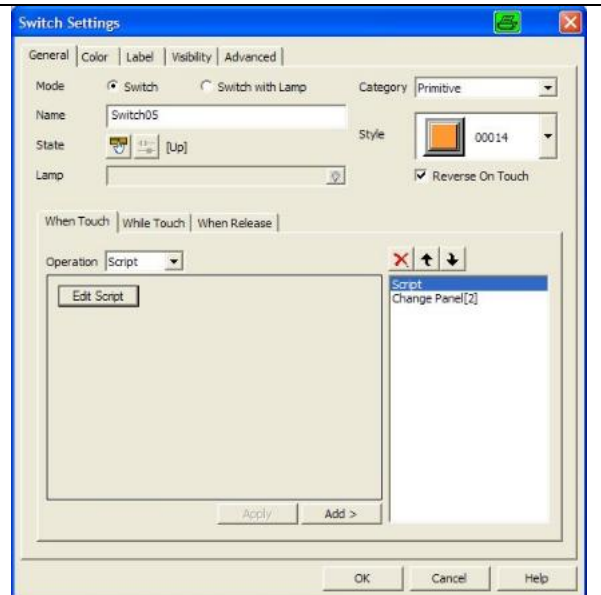 Switch Settings
General Color Label Visibility Advanced
Mode Switch Switch with Lamp Category Primitive
Name Switch05
Style 00014
State [Up]
Lamp Reverse On Touch
When Touch While Touch When Release
Operation Script
Edit Script
Script
Change Panel[2]
Apply Add >
OK Cancel Help